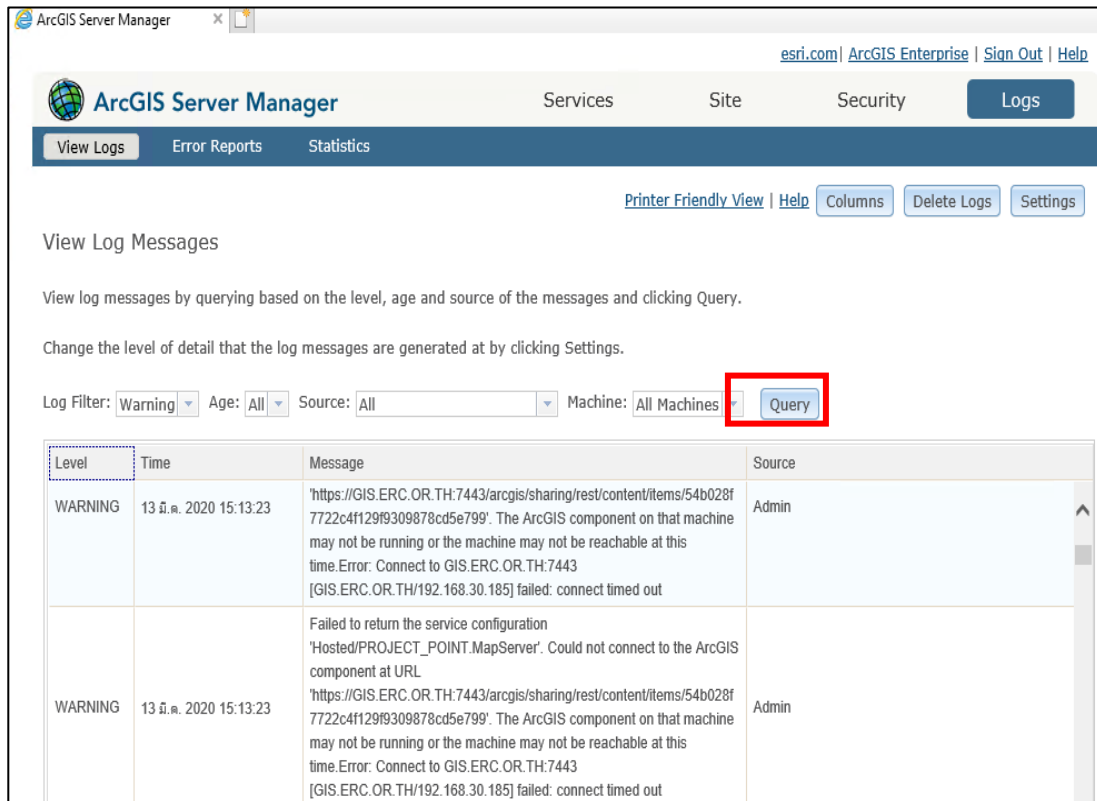 ArcGIS Server Manager
esri.com| ArcGIS Enterprise | Sign Out | Help
ArcGIS Server Manager Services Site Security Logs
View Logs Error Reports Statistics
Printer Friendly View | Help Columns Delete Logs Settings
View Log Messages
View log messages by querying based on the level, age and source of the messages and clicking Query.
Change the level of detail that the log messages are generated at by clicking Settings.
Log Filter: Warning Age: All Source: All Machine: All Machines Query
Level Time Message Source
WARNING 13 มี.ค. 2020 15:13:23 'https://GIS.ERC.OR.TH:7443/arcgis/sharing/rest/content/items/54b028f Admin
7722c4f129f9309878cd5e799'. The ArcGIS component on that machine
may not be running or the machine may not be reachable at this
time.Error: Connect to GIS.ERC.OR.TH:7443
[GIS.ERC.OR.TH/192.168.30.185] failed: connect timed out
Failed to return the service configuration
'Hosted/PROJECT_POINT.MapServer'. Could not connect to the ArcGIS
component at URL
'https://GIS.ERC.OR.TH:7443/arcgis/sharing/rest/content/items/54b028f
WARNING 13 มี.ค. 2020 15:13:23 7722c4f129f9309878cd5e799'. The ArcGIS component on that machine Admin
may not be running or the machine may not be reachable at this
time.Error: Connect to GIS.ERC.OR.TH:7443
[GIS.ERC.OR.TH/192.168.30.185] failed: connect timed out